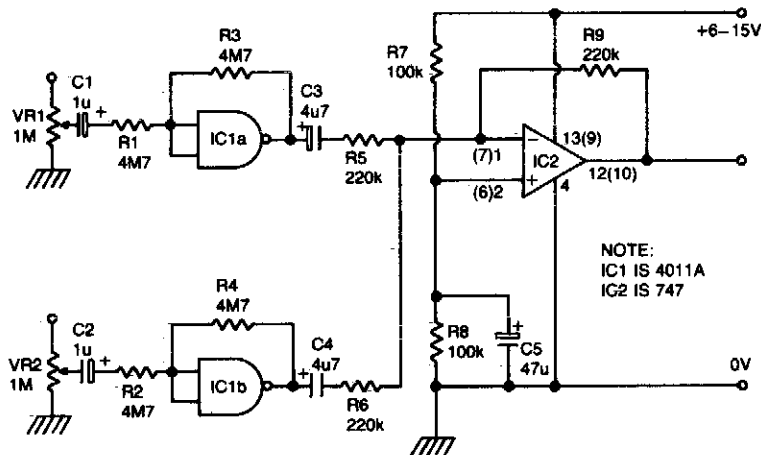 +6–15V
R3
4M7
R7
100k
R9
220k
C1
1u
+
C3
4u7
+
VR1
1M
R1
4M7
IC1a
R5
220k
(7)1
−
13(9)
IC2
12(10)
(6)2
+
4
NOTE:
IC1 IS 4011A
IC2 IS 747
R4
4M7
C2
1u
+
C4
4u7
+
VR2
1M
R2
4M7
IC1b
R6
220k
R8
100k
+
C5
47u
0V